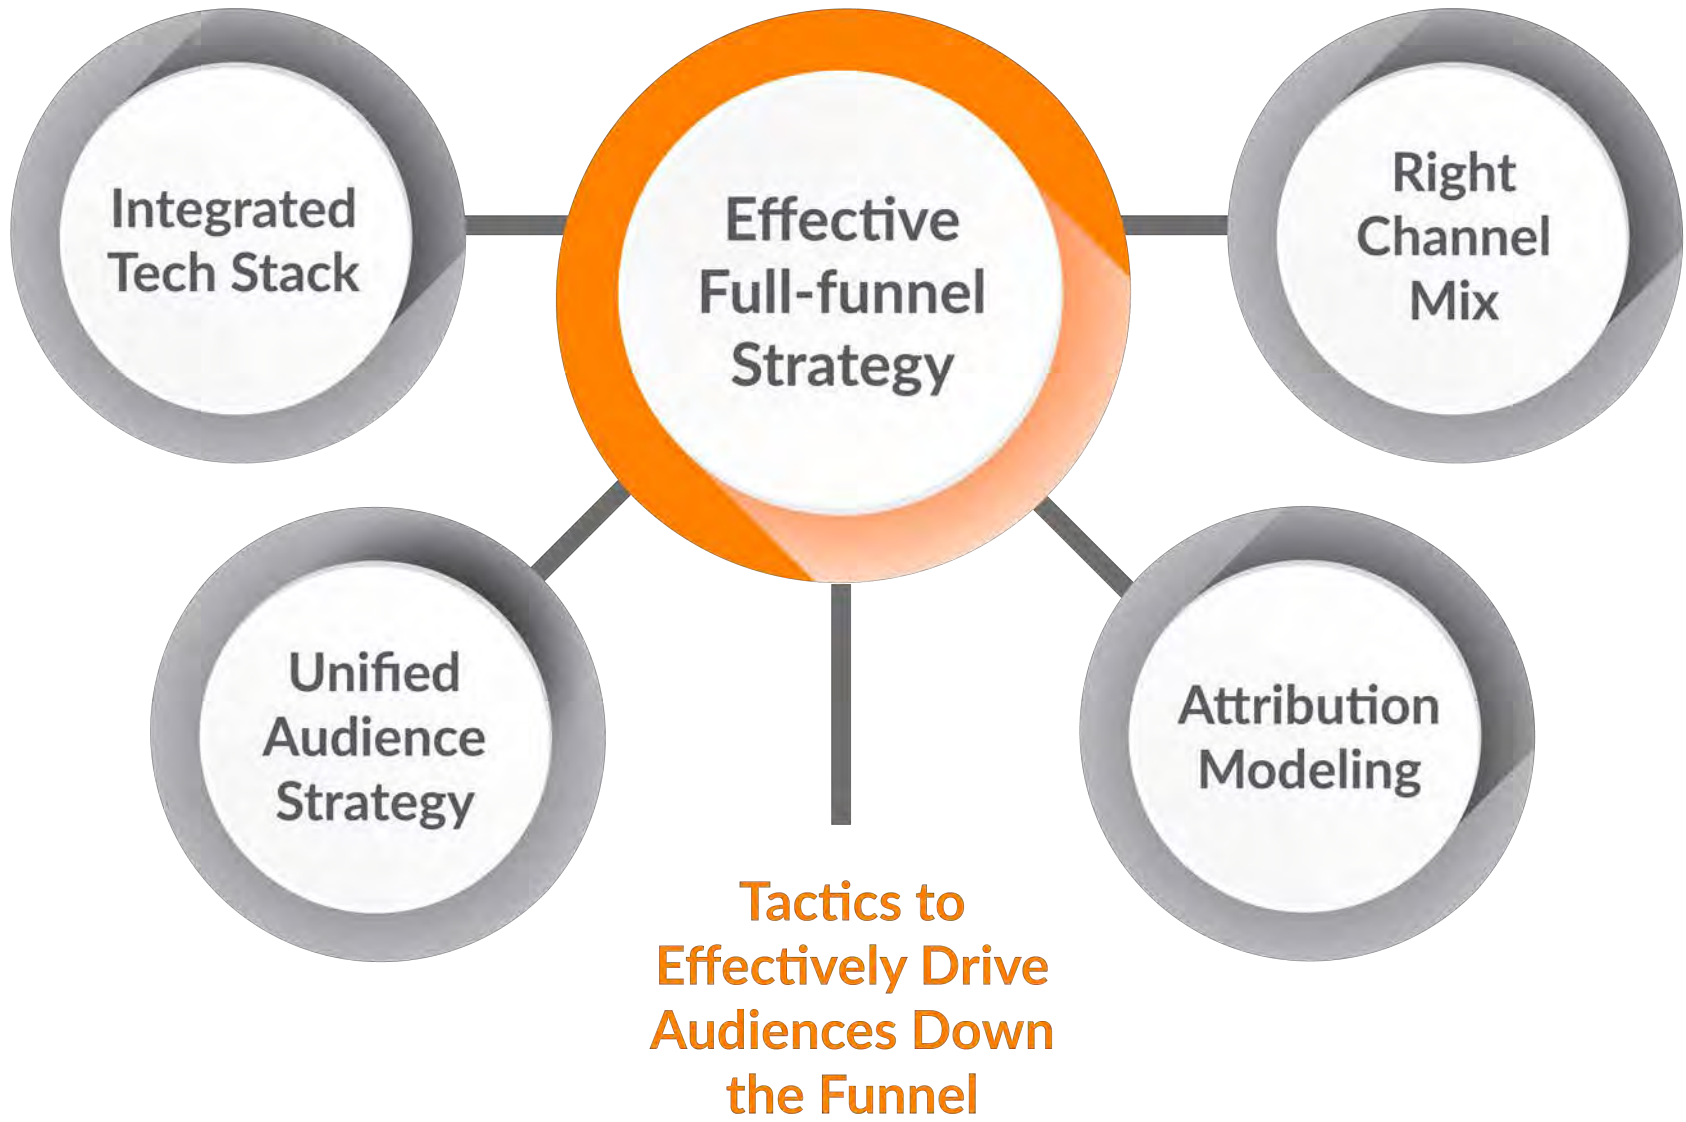 Integrated
Tech Stack
Effective
Full-funnel
Strategy
Right
Channel
Mix
Unified
Audience
Strategy
Attribution
Modeling
Tactics to
Effectively Drive
Audiences Down
the Funnel